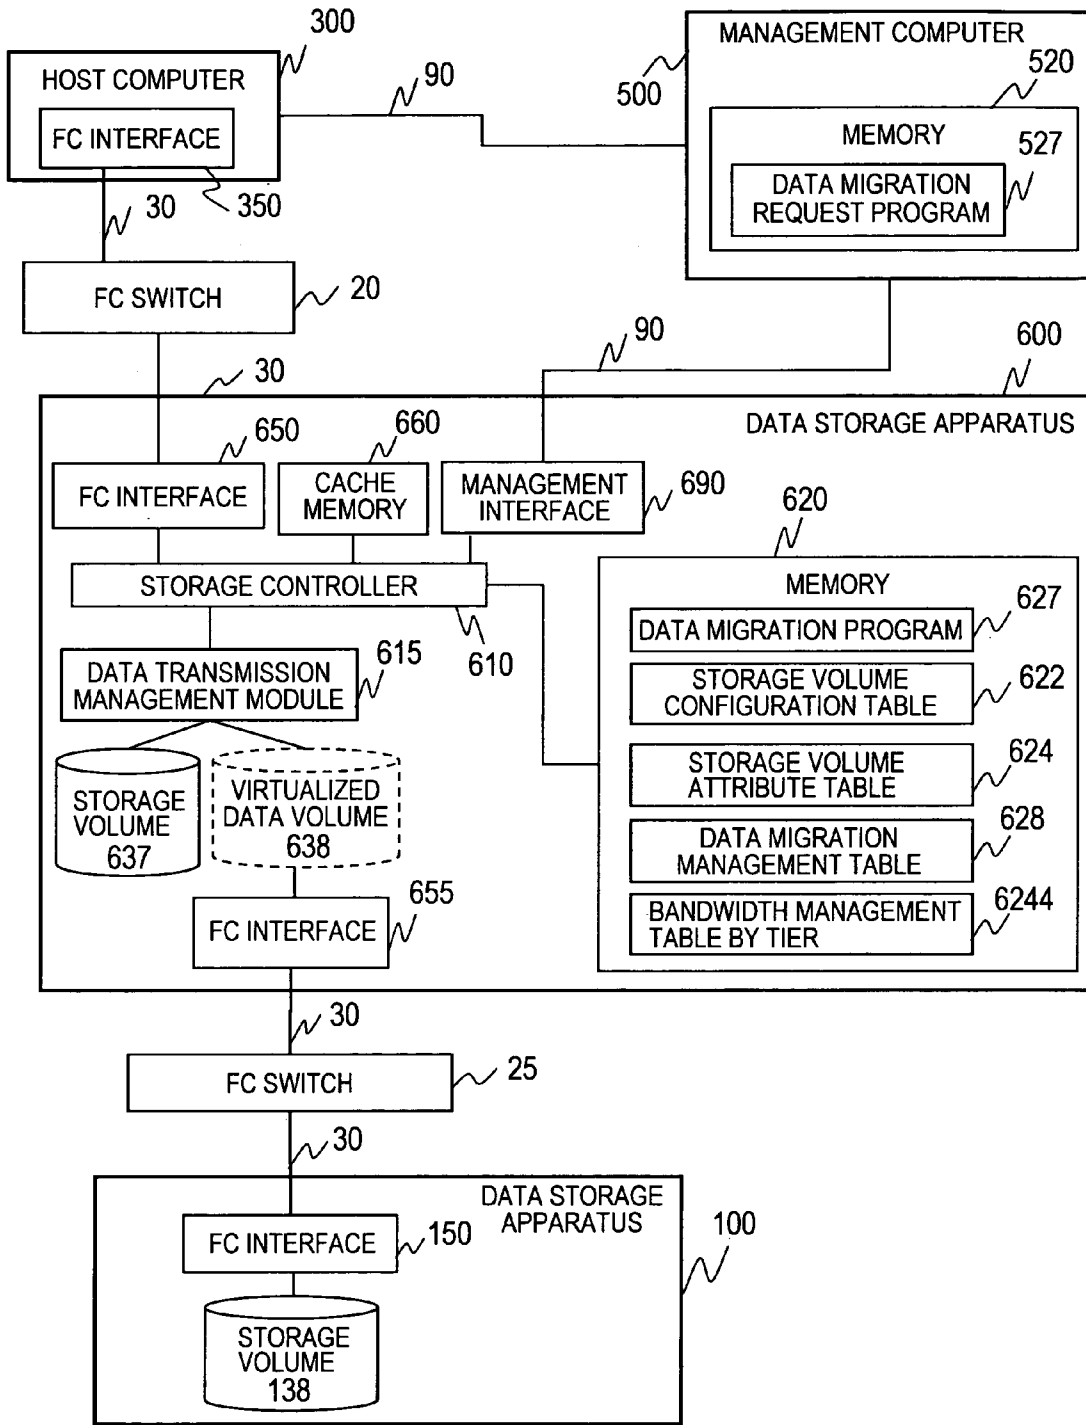 300
HOST COMPUTER
FC INTERFACE
350
90
MANAGEMENT COMPUTER
500
520
MEMORY
527
DATA MIGRATION
REQUEST PROGRAM
30
FC SWITCH
20
90
600
30
DATA STORAGE APPARATUS
650
FC INTERFACE
660
CACHE
MEMORY
MANAGEMENT
INTERFACE
690
STORAGE CONTROLLER
610
620
MEMORY
DATA MIGRATION PROGRAM
627
STORAGE VOLUME
CONFIGURATION TABLE
622
STORAGE VOLUME
ATTRIBUTE TABLE
624
DATA MIGRATION
MANAGEMENT TABLE
628
BANDWIDTH MANAGEMENT
TABLE BY TIER
6244
DATA TRANSMISSION
MANAGEMENT MODULE
615
STORAGE
VOLUME
637
VIRTUALIZED
DATA VOLUME
638
FC INTERFACE
655
30
FC SWITCH
25
30
DATA STORAGE
APPARATUS
100
FC INTERFACE
150
STORAGE
VOLUME
138